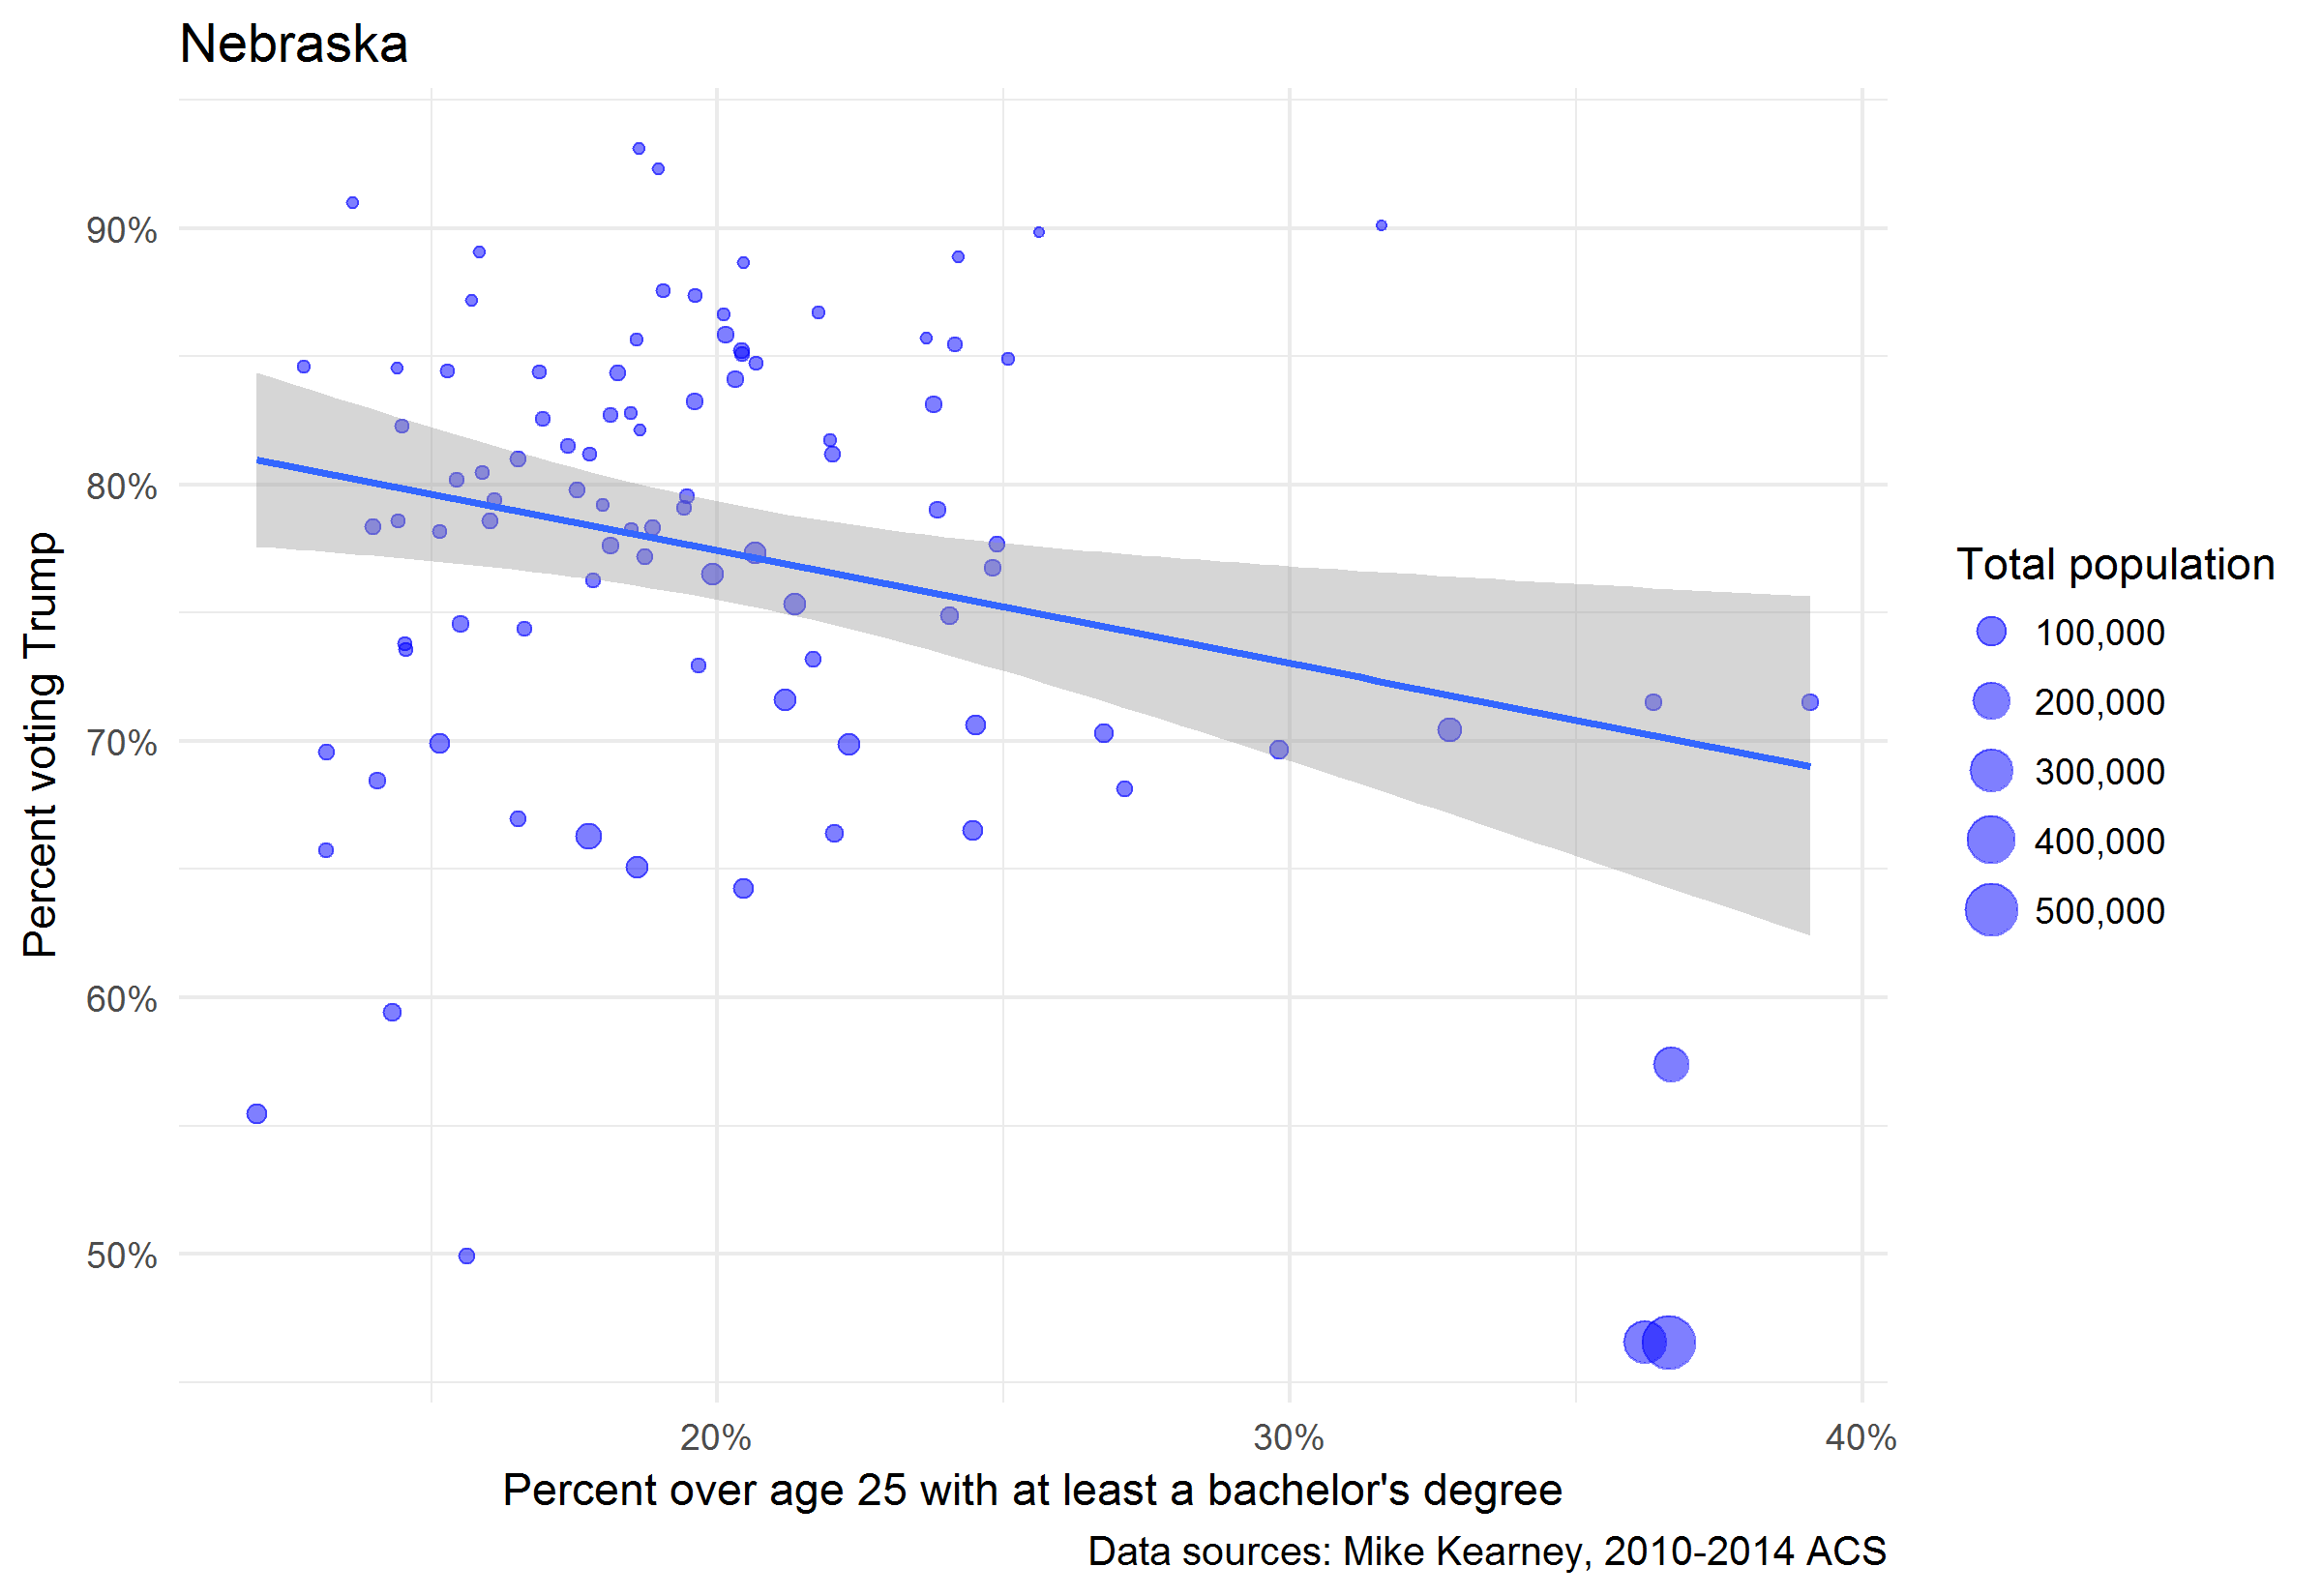 Nebraska
90%
80%
70%
60%
50%
Percent voting Trump
20%
30%
40%
Percent over age 25 with at least a bachelor's degree
Data sources: Mike Kearney, 2010-2014 ACS
Total population
100,000
200,000
300,000
400,000
500,000